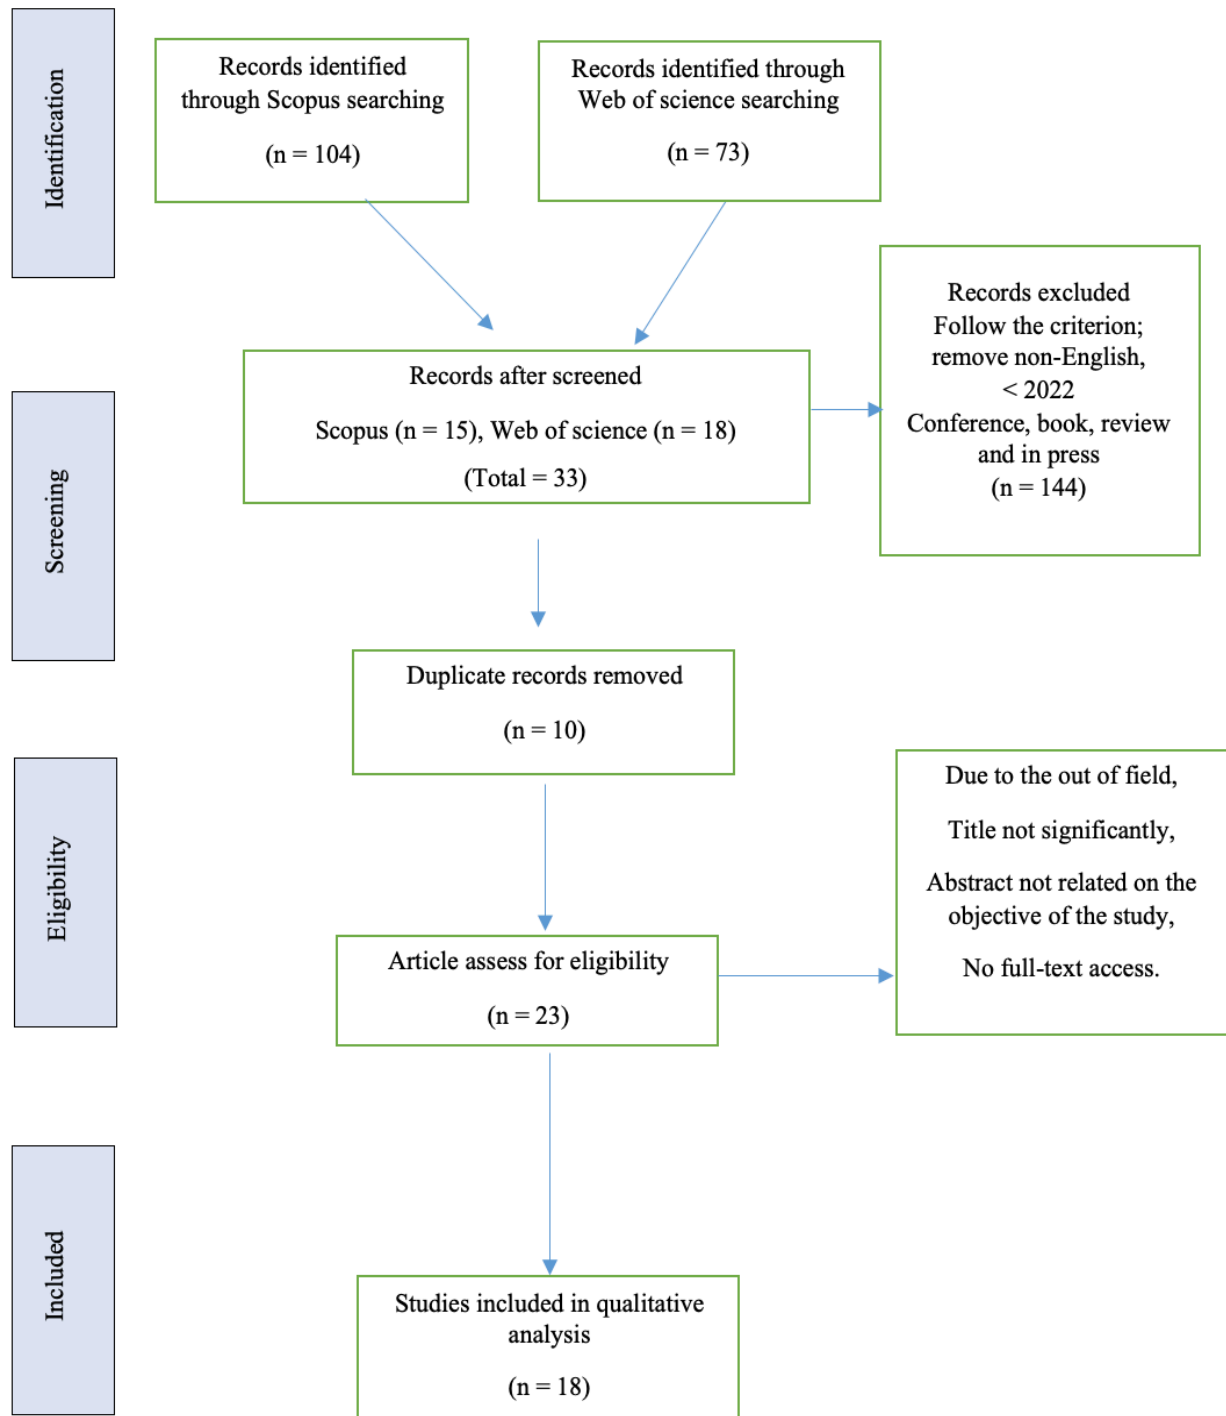 Identification
Records identified
through Scopus searching
(n = 104)
Records identified through
Web of science searching
(n = 73)
Records excluded
Follow the criterion;
remove non-English,
< 2022
Conference, book, review
and in press
(n = 144)
Screening
Records after screened
Scopus (n = 15), Web of science (n = 18)
(Total = 33)
Duplicate records removed
(n = 10)
Eligibility
Due to the out of field,
Title not significantly,
Abstract not related on the
objective of the study,
No full-text access.
Article assess for eligibility
(n = 23)
Included
Studies included in qualitative
analysis
(n = 18)